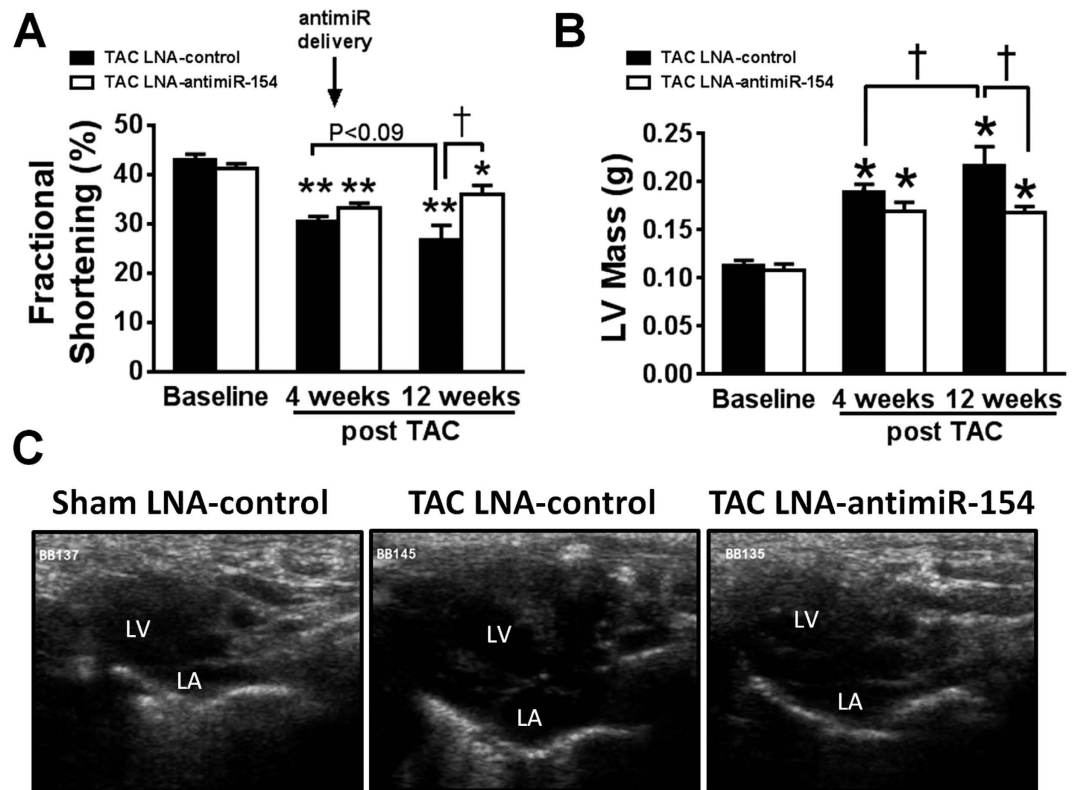 A
antimiR
delivery
TAC LNA-control
TAC LNA-antimiR-154
P<0.09
†
** ** ** *
Fractional
Shortening (%)
50
40
30
20
10
0
Baseline 4 weeks 12 weeks
post TAC
B
TAC LNA-control
TAC LNA-antimiR-154
† †
* * * *
LV Mass (g)
0.25
0.20
0.15
0.10
0.05
0.00
Baseline 4 weeks 12 weeks
post TAC
C
Sham LNA-control TAC LNA-control TAC LNA-antimiR-154
BB137
LV
LA
BB145
LV
LA
BB135
LV
LA